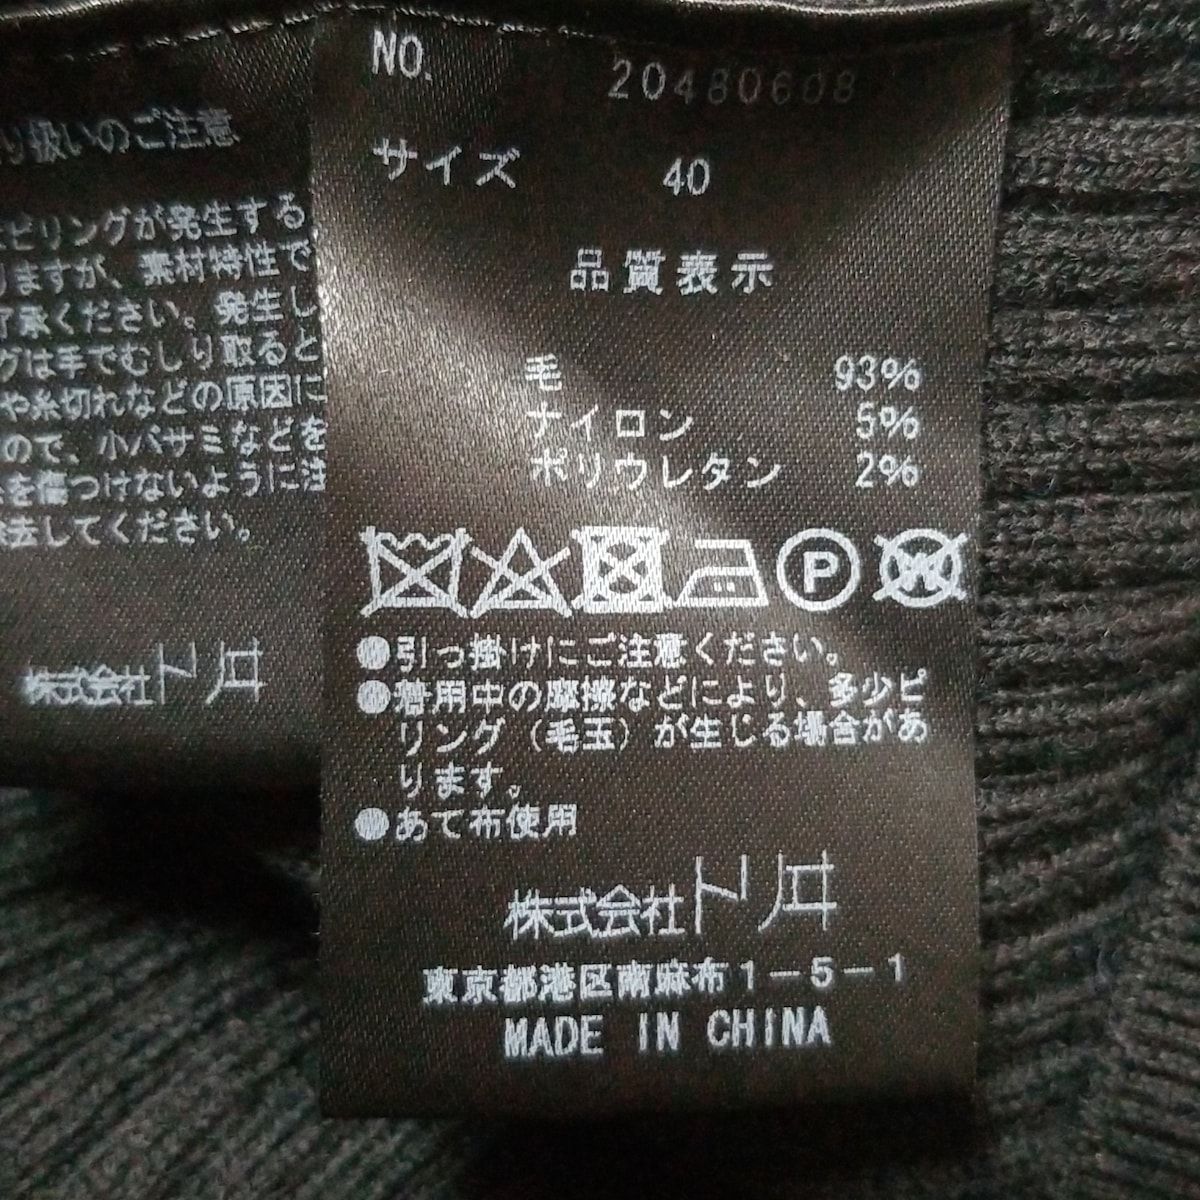 NO. 20480608
サイズ 40
品質表示
毛 93%
ナイロン 5%
ポリウレタン 2%
P
W
●引っ掛けにご注意ください。
●着用中の摩擦などにより、多少ピ
リング(毛玉)が生じる場合があ
ります。
●あて布使用
株式会社
東京都港区南麻布1-5-1
MADE IN CHINA
り扱いのご注意
ピリングが発生する
りますが、素材特性で
了承ください。発生し
グは手でむしり取ると
や糸切れなどの原因に
ので、小バサミなどを
を傷つけないように注
去してください。
株式会社